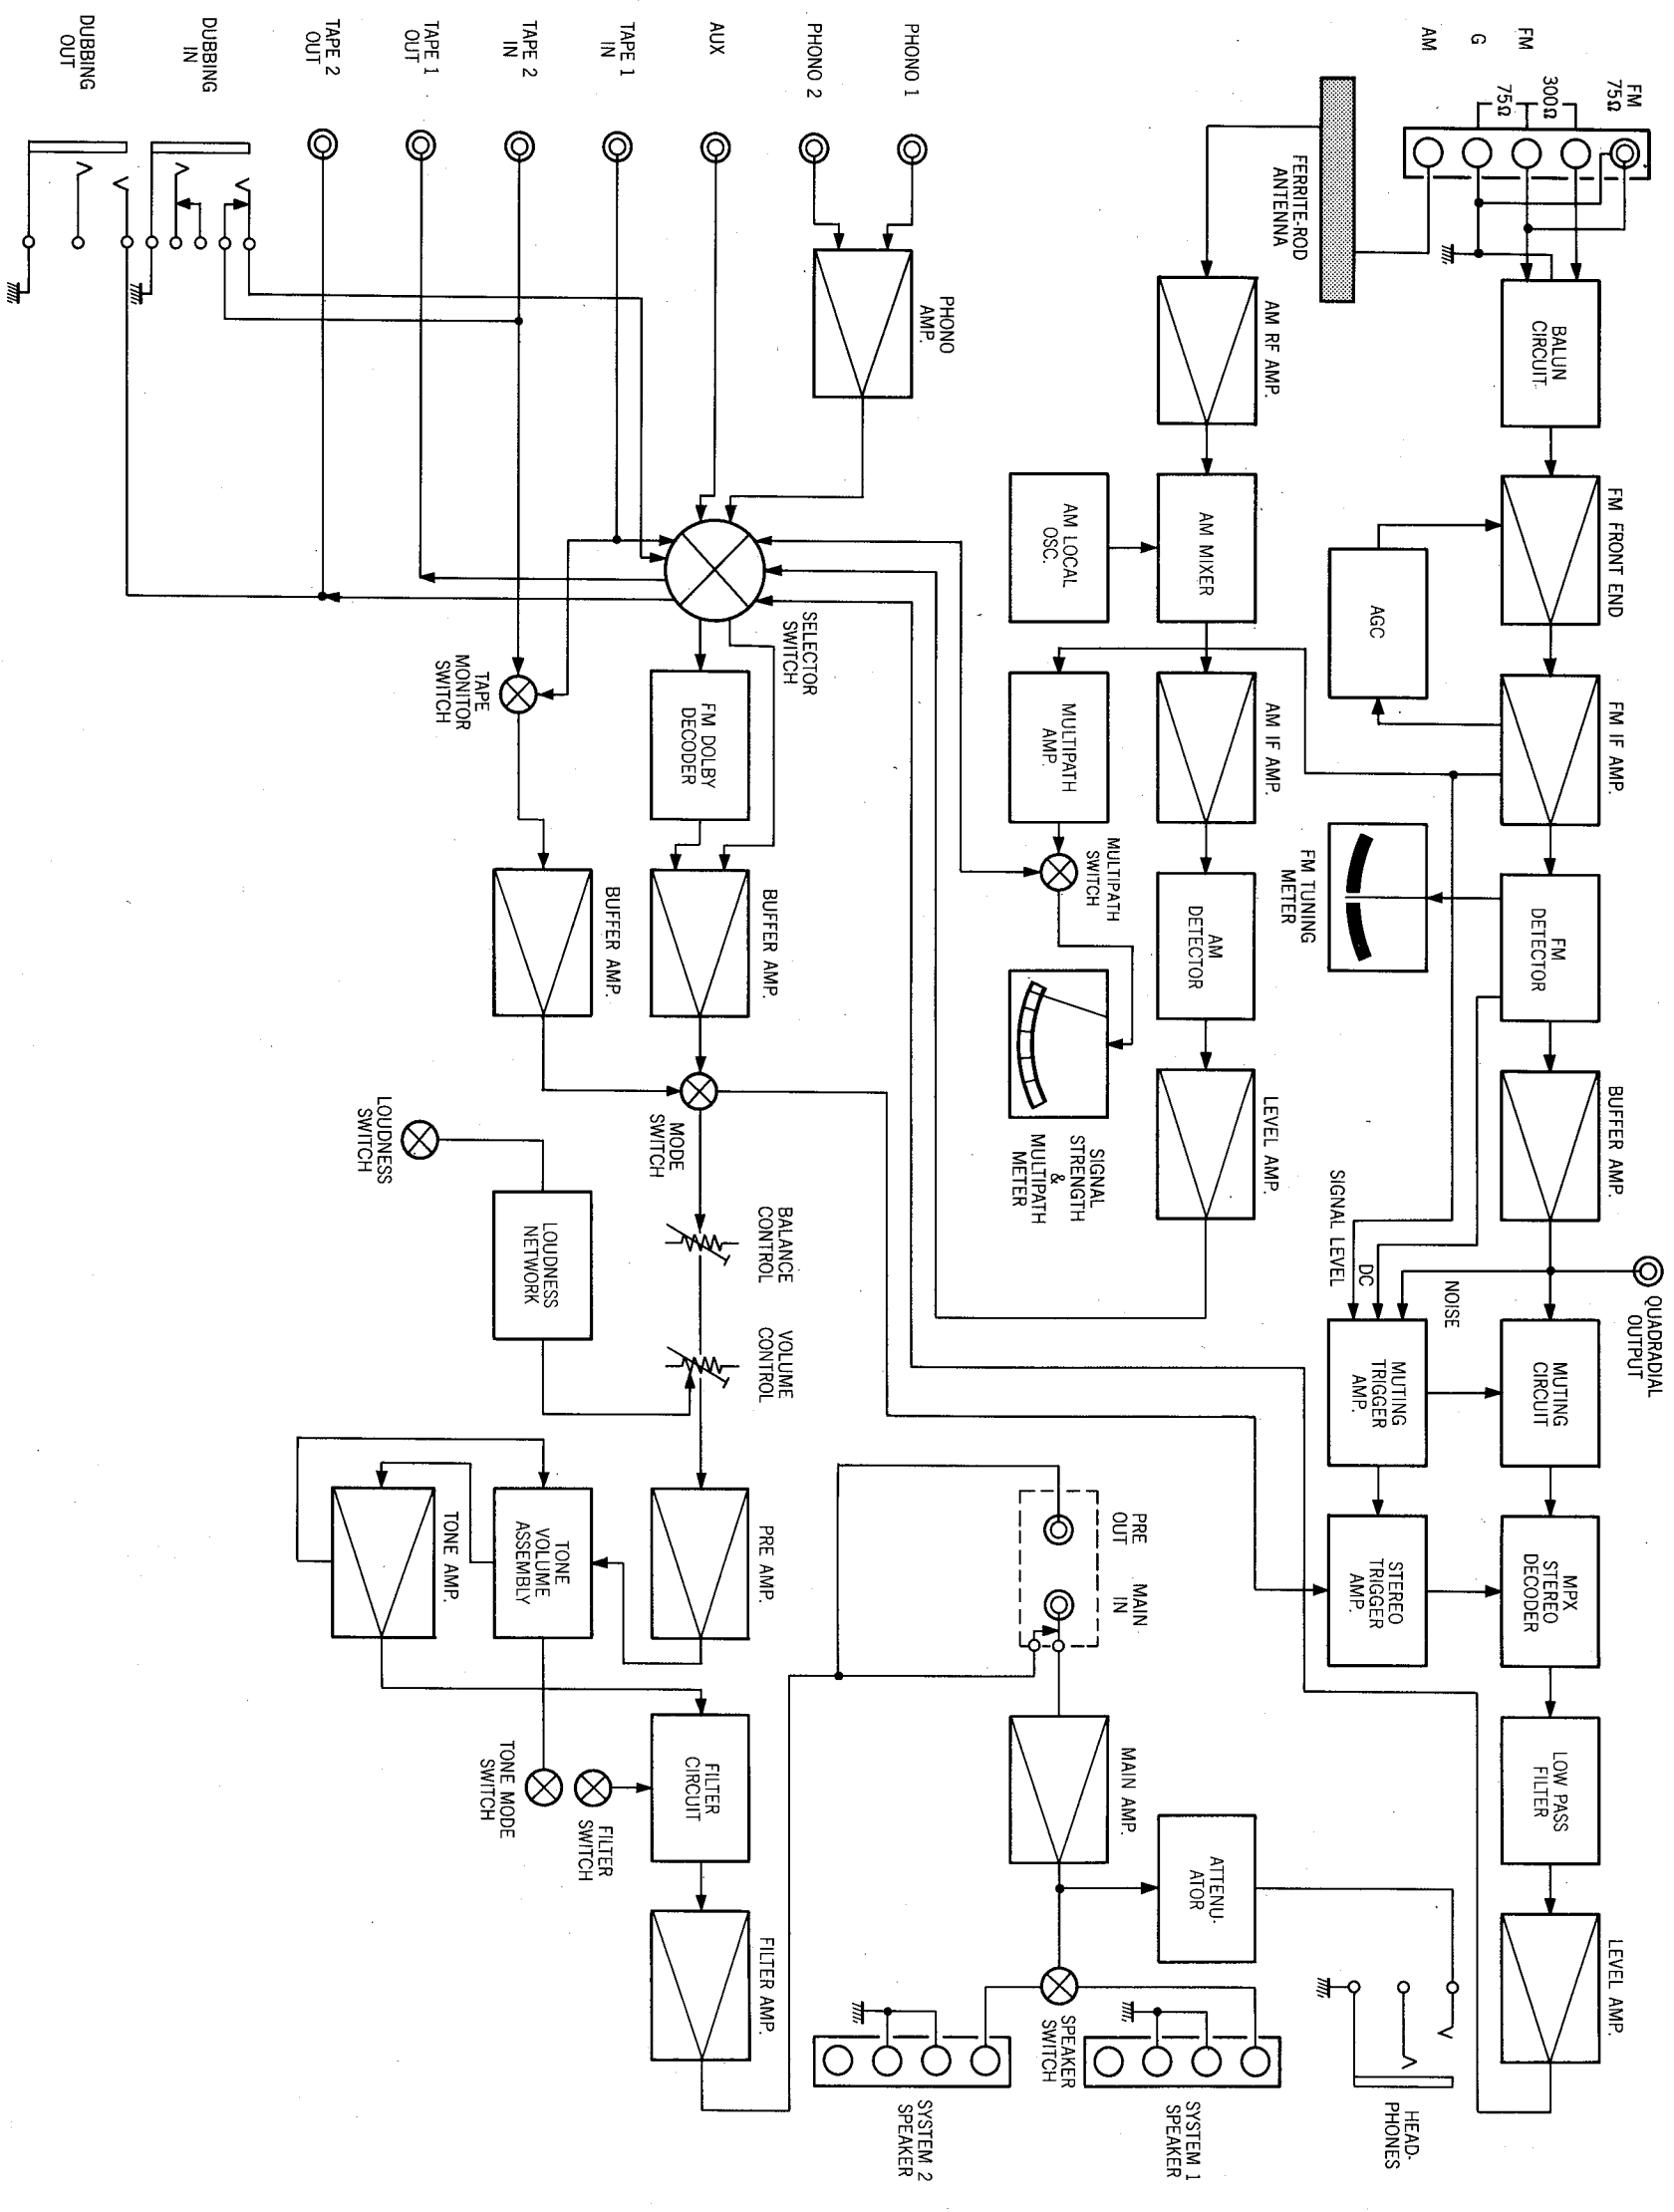 FM
75Ω
300Ω
75Ω
FM
G
AM
BALUN
CIRCUIT
FM FRONT END
FM IF AMP.
FM
DETECTOR
BUFFER AMP.
QUADRADIAL
OUTPUT
MUTING
CIRCUIT
MPX
STEREO
DECODER
LOW PASS
FILTER
LEVEL AMP.
AGC
FM TUNING
METER
NOISE
DC
SIGNAL LEVEL
MUTING
TRIGGER
AMP.
STEREO
TRIGGER
AMP.
HEAD-
PHONES
FERRITE-ROD
ANTENNA
AM RF AMP.
AM MIXER
AM IF AMP.
AM
DETECTOR
LEVEL AMP.
ATTENU-
ATOR
SYSTEM 1
SPEAKER
AM LOCAL
OSC.
MULTIPATH
AMP.
MULTIPATH
SWITCH
SIGNAL
STRENGTH
&
MULTIPATH
METER
PRE
OUT
MAIN
IN
MAIN AMP.
SPEAKER
SWITCH
SYSTEM 2
SPEAKER
PHONO 1
PHONO 2
PHONO
AMP.
AUX
SELECTOR
SWITCH
FM DOLBY
DECODER
BUFFER AMP.
MODE
SWITCH
BALANCE
CONTROL
VOLUME
CONTROL
PRE AMP.
FILTER
CIRCUIT
FILTER AMP.
TAPE 1
IN
TAPE 2
IN
TAPE
MONITOR
SWITCH
BUFFER AMP.
LOUDNESS
NETWORK
LOUDNESS
SWITCH
TONE
VOLUME
ASSEMBLY
TONE AMP.
TONE MODE
SWITCH
FILTER
SWITCH
TAPE 1
OUT
TAPE 2
OUT
DUBBING
IN
DUBBING
OUT